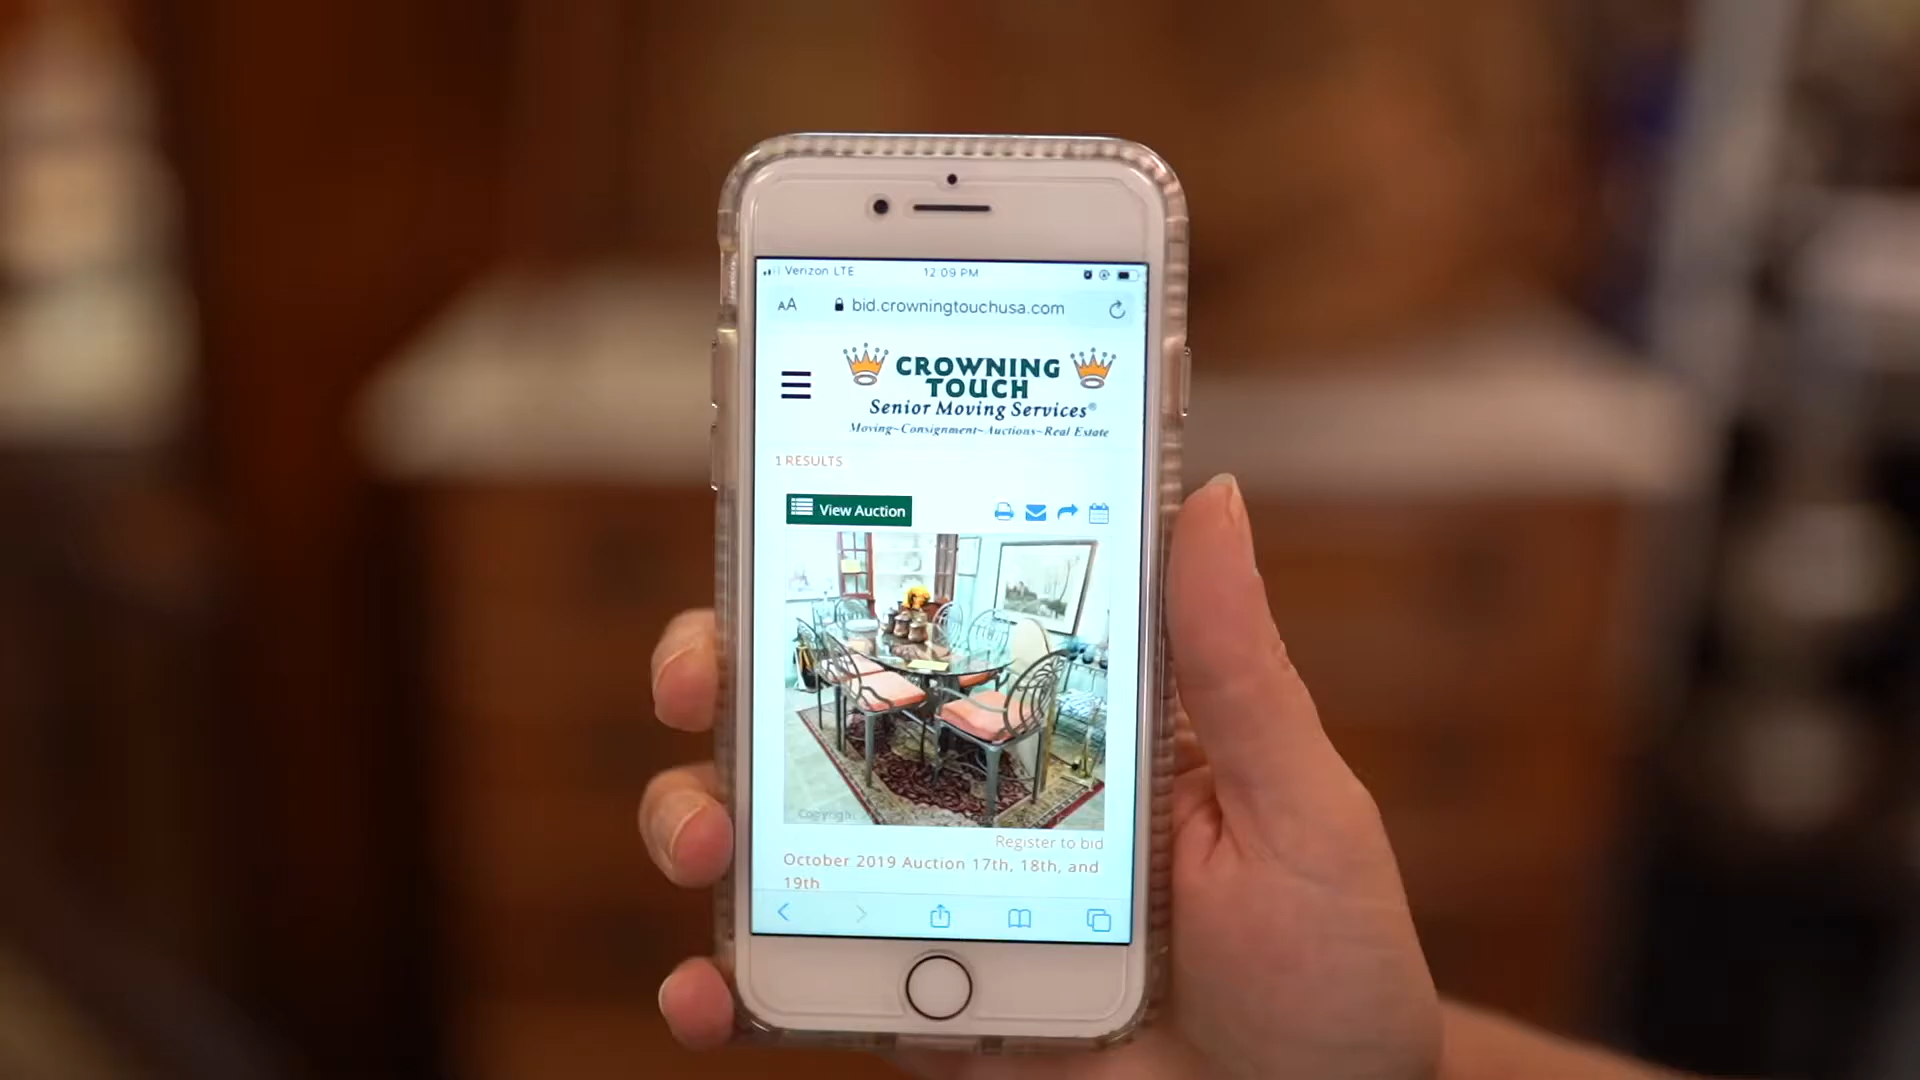 Verizon LTE 12:09 PM
AA bid.crowningtouchusa.com
CROWNING
TOUCH
Senior Moving Services®
Moving~Consignment~Auctions~Real Estate
1 RESULTS
View Auction
Copyright
Register to bid
October 2019 Auction 17th, 18th, and
19th